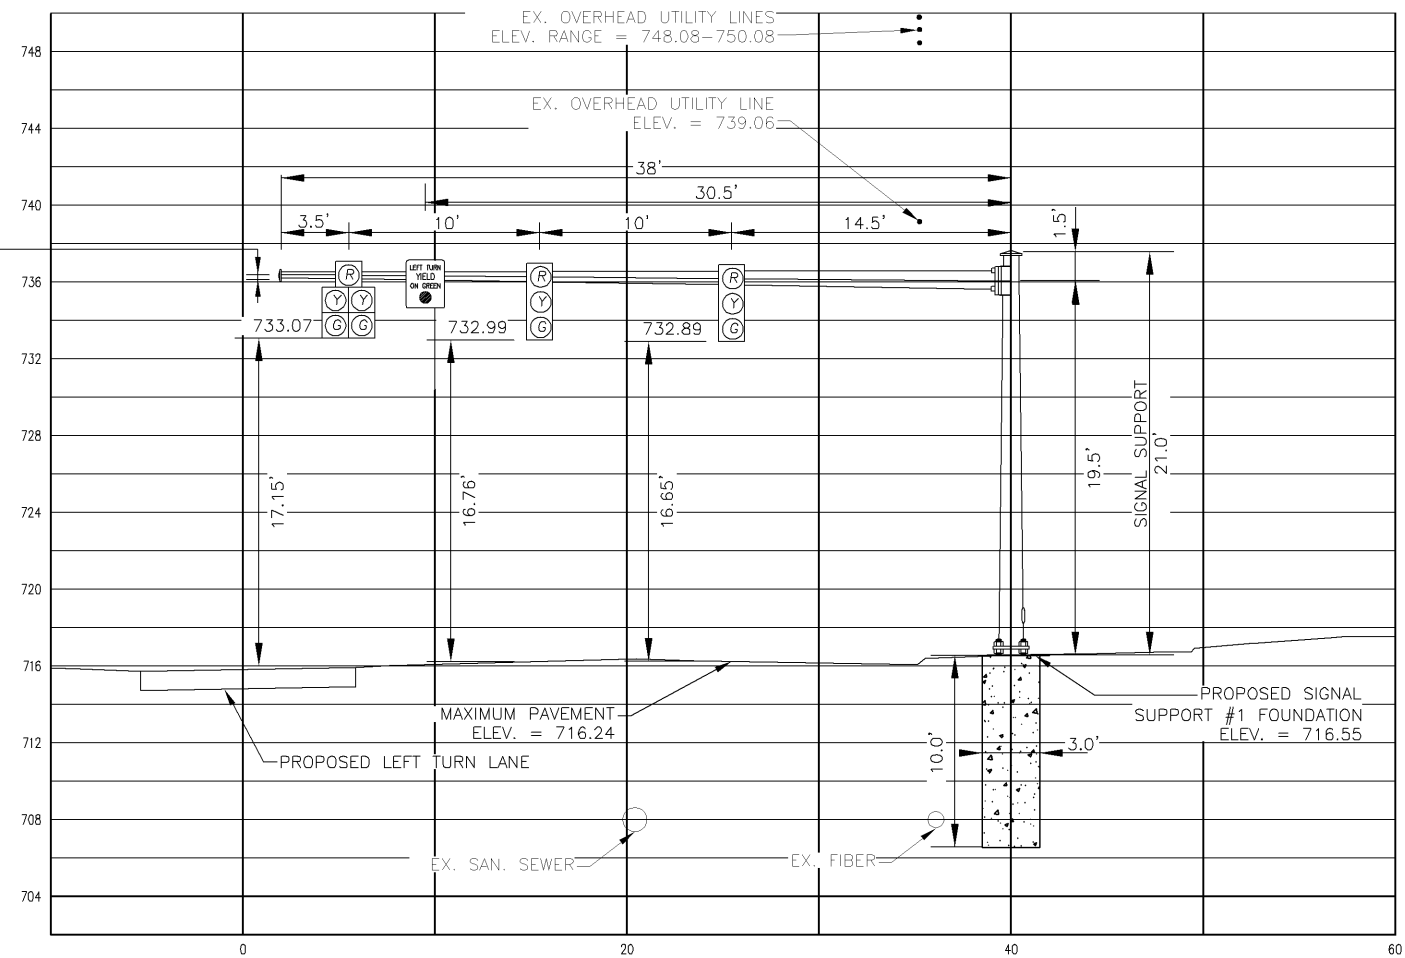 EX. OVERHEAD UTILITY LINES
ELEV. RANGE = 748.08-750.08
748
EX. OVERHEAD UTILITY LINE
ELEV. = 739.06
744
38'
30.5'
740
3.5'
10'
10'
14.5'
1.5'
736
R
LEFT TURN
YIELD
ON GREEN
R
R
Y
Y
Y
Y
733.07
G
G
732.99
G
732.89
G
732
728
SIGNAL SUPPORT
21.0'
19.5'
17.15'
16.76'
16.65'
724
720
716
MAXIMUM PAVEMENT
ELEV. = 716.24
PROPOSED SIGNAL
SUPPORT #1 FOUNDATION
ELEV. = 716.55
712
PROPOSED LEFT TURN LANE
10.0'
3.0'
708
EX. SAN. SEWER
EX. FIBER
704
0
20
40
60